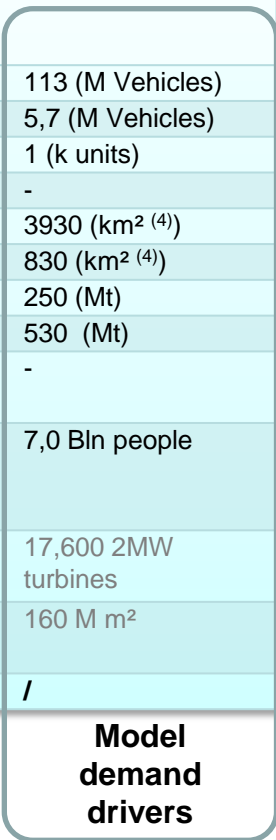 113 (M Vehicles)
5,7 (M Vehicles)
1 (k units)
-
3930 (km² ⁽⁴⁾)
830 (km² ⁽⁴⁾)
250 (Mt)
530 (Mt)
-
7,0 Bln people
17,600 2MW
turbines
160 M m²
/
Model
demand
drivers